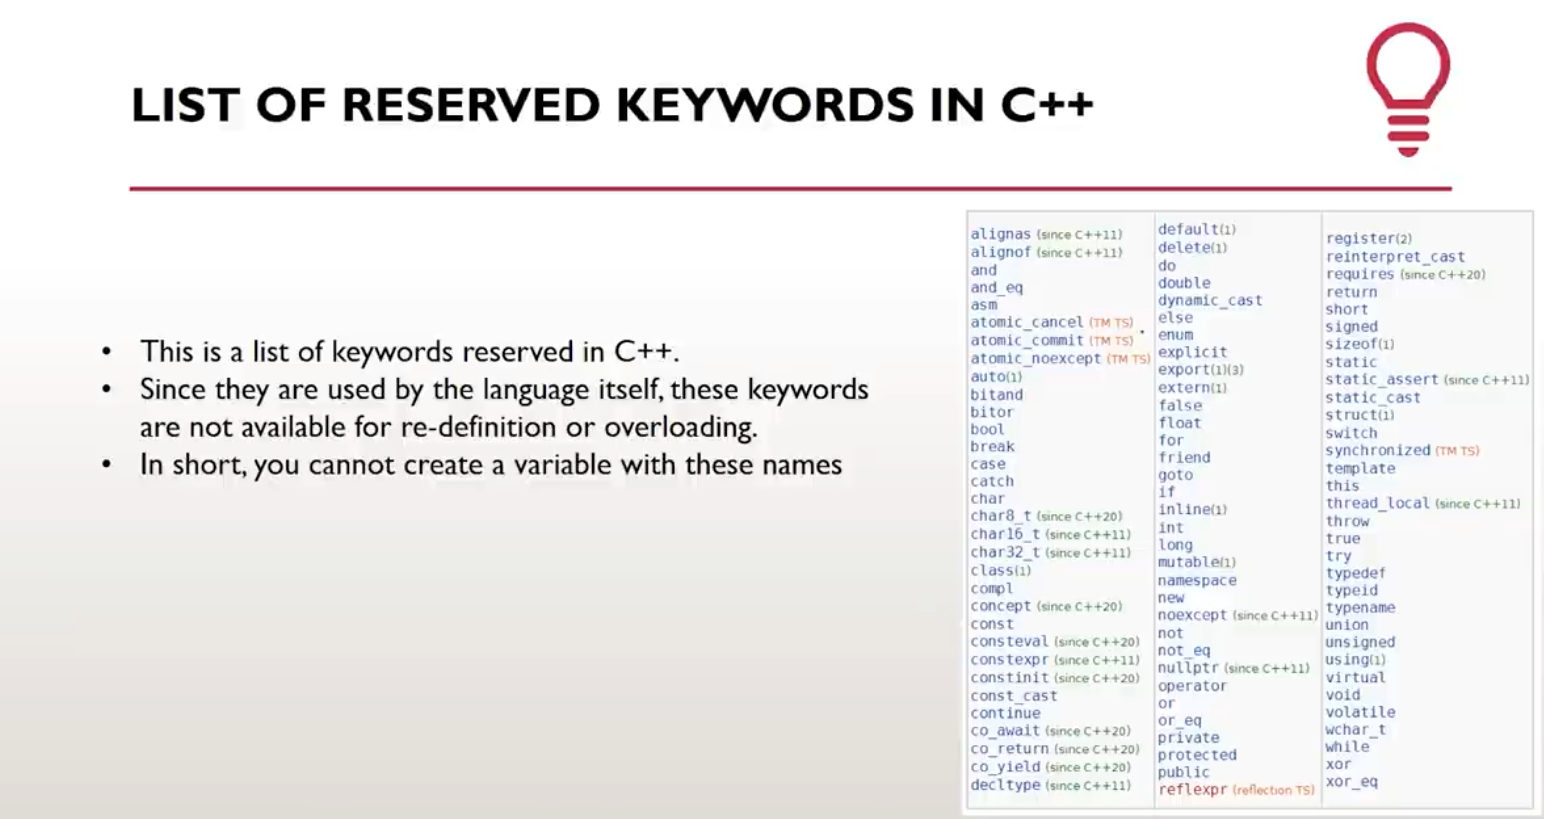 LIST OF RESERVED KEYWORDS IN C++
• This is a list of keywords reserved in C++.
• Since they are used by the language itself, these keywords
are not available for re-definition or overloading.
• In short, you cannot create a variable with these names
alignas (since C++11)
alignof (since C++11)
and
and_eq
asm
atomic_cancel (TM TS)
atomic_commit (TM TS)
atomic_noexcept (TM TS)
auto(1)
bitand
bitor
bool
break
case
catch
char
char8_t (since C++20)
char16_t (since C++11)
char32_t (since C++11)
class(1)
compl
concept (since C++20)
const
consteval (since C++20)
constexpr (since C++11)
constinit (since C++20)
const_cast
continue
co_await (since C++20)
co_return (since C++20)
co_yield (since C++20)
decltype (since C++11)
default(1)
delete(1)
do
double
dynamic_cast
else
enum
explicit
export(1)(3)
extern(1)
false
float
for
friend
goto
if
inline(1)
int
long
mutable(1)
namespace
new
noexcept (since C++11)
not
not_eq
nullptr (since C++11)
operator
or
or_eq
private
protected
public
reflexpr (reflection TS)
register(2)
reinterpret_cast
requires (since C++20)
return
short
signed
sizeof(1)
static
static_assert (since C++11)
static_cast
struct(1)
switch
synchronized (TM TS)
template
this
thread_local (since C++11)
throw
true
try
typedef
typeid
typename
union
unsigned
using(1)
virtual
void
volatile
wchar_t
while
xor
xor_eq